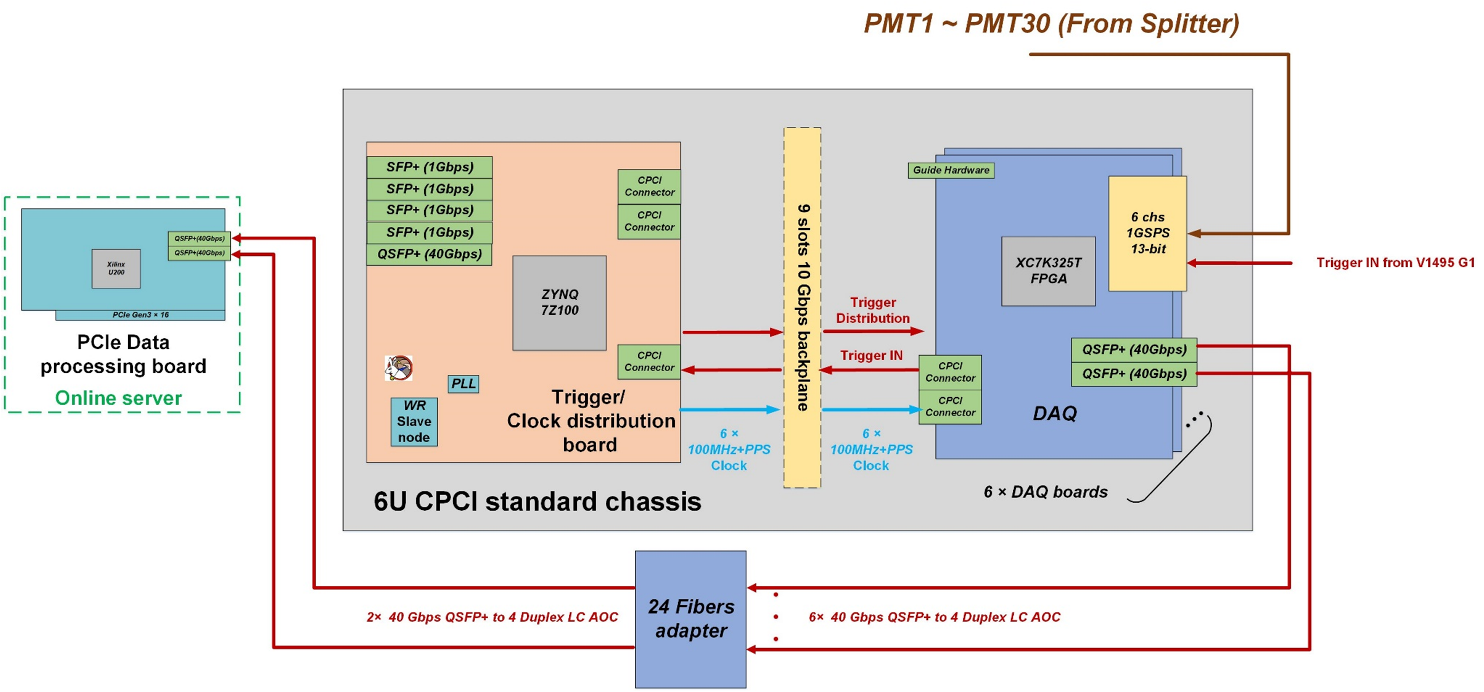 PMT1 ~ PMT30 (From Splitter)
SFP+ (1Gbps)
SFP+ (1Gbps)
SFP+ (1Gbps)
SFP+ (1Gbps)
QSFP+ (40Gbps)
CPCI
Connector
CPCI
Connector
ZYNQ
7Z100
CPCI
Connector
PLL
WR
Slave
node
Trigger/
Clock distribution
board
6U CPCI standard chassis
9 slots 10 Gbps backplane
6 ×
100MHz+PPS
Clock
Trigger
Distribution
Trigger IN
6 ×
100MHz+PPS
Clock
Guide Hardware
6 chs
1GSPS
13-bit
XC7K325T
FPGA
CPCI
Connector
CPCI
Connector
QSFP+ (40Gbps)
QSFP+ (40Gbps)
DAQ
6 × DAQ boards
Trigger IN from V1495 G1
QSFP+(40Gbps)
QSFP+(40Gbps)
Xilinx
U200
PCIe Gen3 × 16
PCIe Data
processing board
Online server
24 Fibers
adapter
2× 40 Gbps QSFP+ to 4 Duplex LC AOC
6× 40 Gbps QSFP+ to 4 Duplex LC AOC